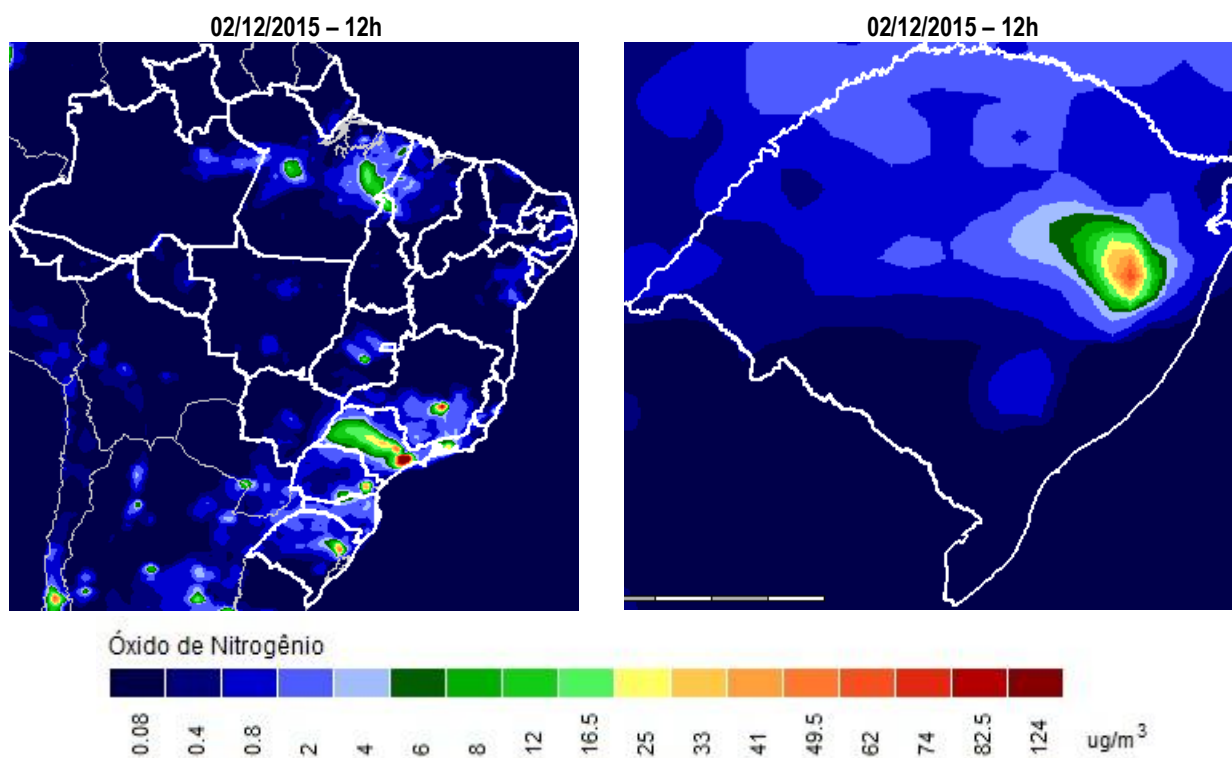 02/12/2015 – 12h
02/12/2015 – 12h
Óxido de Nitrogênio
0.08 0.4 0.8 2 4 6 8 12 16.5 25 33 41 49.5 62 74 82.5 124 ug/m³